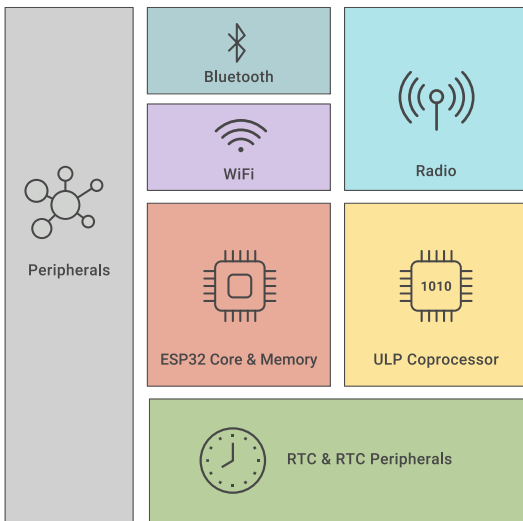 Bluetooth
WiFi
Radio
Peripherals
1010
ESP32 Core & Memory
ULP Coprocessor
RTC & RTC Peripherals